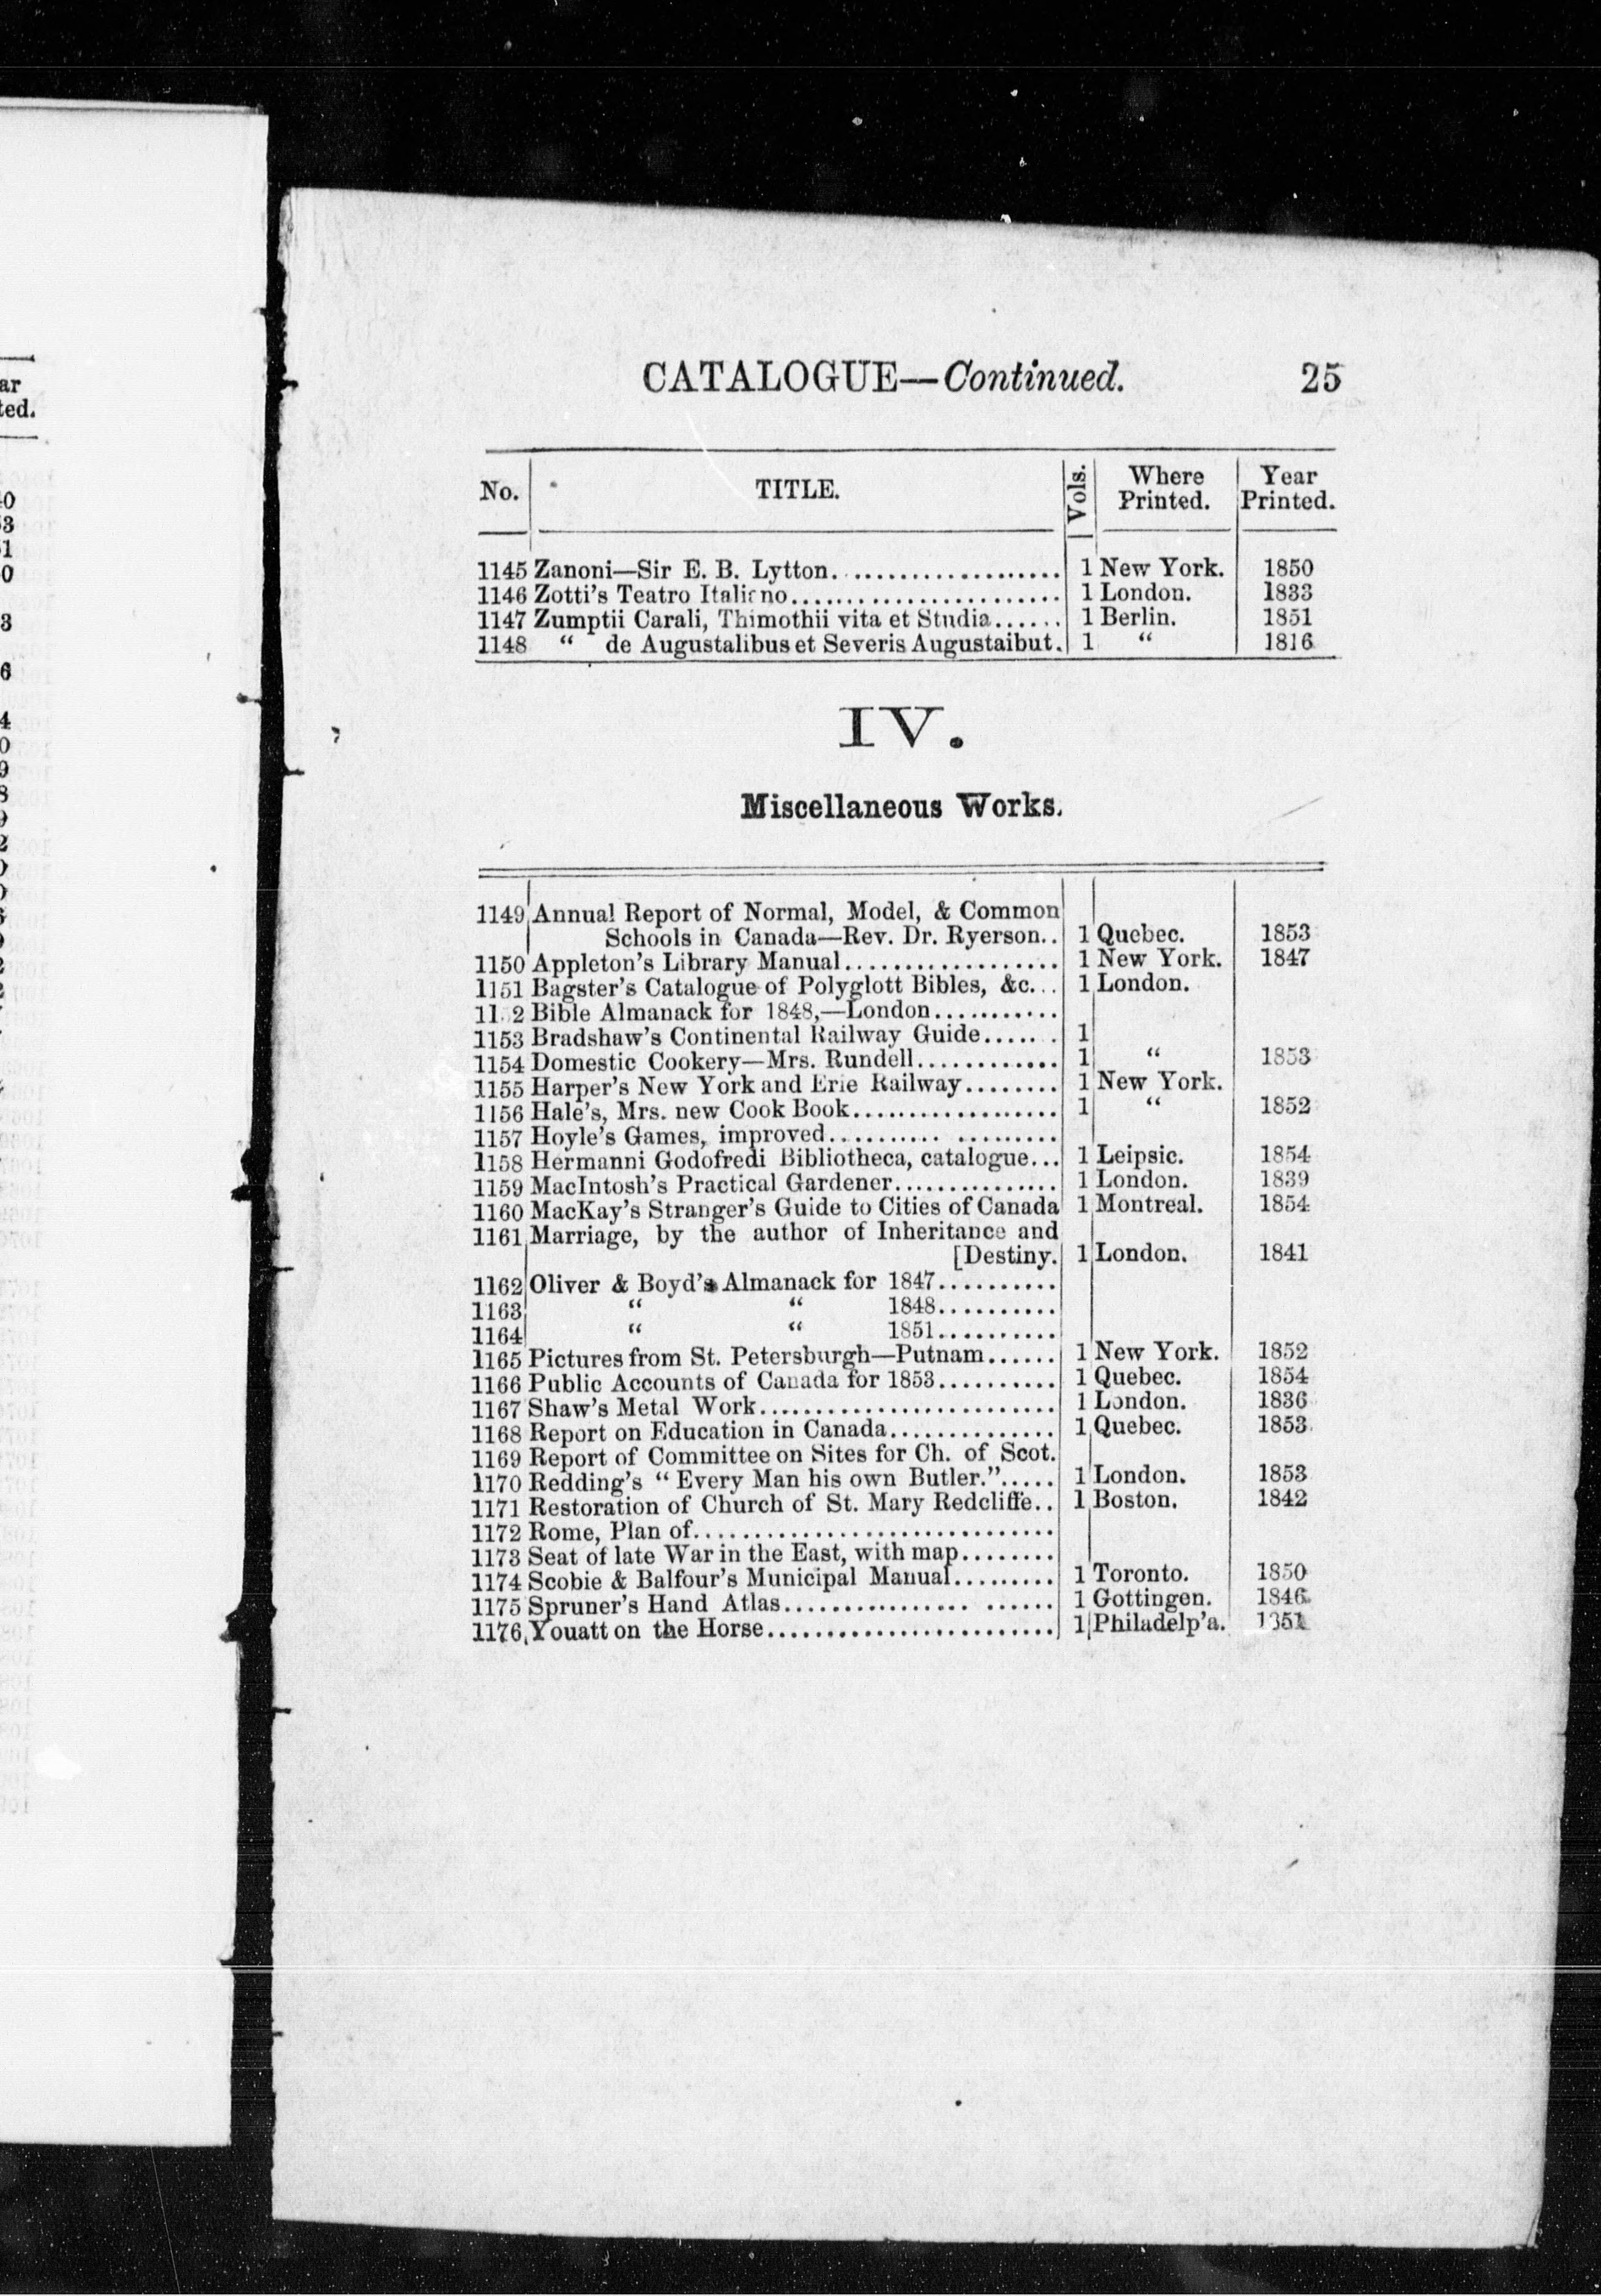 CATALOGUE—Continued. 25
No. TITLE. Vols. Where Printed. Year Printed.
1145 Zanoni—Sir E. B. Lytton.................... 1 New York. 1850
1146 Zotti's Teatro Italiano........................ 1 London. 1833
1147 Zumptii Carali, Thimothii vita et Studia...... 1 Berlin. 1851
1148 “ de Augustalibus et Severis Augustaibut. 1 “ 1816
IV.
Miscellaneous Works.
1149 Annual Report of Normal, Model, & Common
Schools in Canada—Rev. Dr. Ryerson.. 1 Quebec. 1853
1150 Appleton's Library Manual.................. 1 New York. 1847
1151 Bagster's Catalogue of Polyglott Bibles, &c... 1 London.
11 2 Bible Almanack for 1848,—London...........
1153 Bradshaw's Continental Railway Guide...... 1
1154 Domestic Cookery—Mrs. Rundell............ 1 “ 1853
1155 Harper's New York and Erie Railway........ 1 New York.
1156 Hale's, Mrs. new Cook Book.................. 1 “ 1852
1157 Hoyle's Games, improved.......... .........
1158 Hermanni Godofredi Bibliotheca, catalogue... 1 Leipsic. 1854
1159 MacIntosh's Practical Gardener............... 1 London. 1839
1160 MacKay's Stranger's Guide to Cities of Canada 1 Montreal. 1854
1161 Marriage, by the author of Inheritance and
[Destiny. 1 London. 1841
1162 Oliver & Boyd's Almanack for 1847..........
1163 “ “ 1848..........
1164 “ “ 1851..........
1165 Pictures from St. Petersburgh—Putnam...... 1 New York. 1852
1166 Public Accounts of Canada for 1853.......... 1 Quebec. 1854
1167 Shaw's Metal Work......................... 1 London. 1836
1168 Report on Education in Canada.............. 1 Quebec. 1853
1169 Report of Committee on Sites for Ch. of Scot.
1170 Redding's “ Every Man his own Butler.”..... 1 London. 1853
1171 Restoration of Church of St. Mary Redcliffe.. 1 Boston. 1842
1172 Rome, Plan of..............................
1173 Seat of late War in the East, with map........
1174 Scobie & Balfour's Municipal Manual......... 1 Toronto. 1850
1175 Spruner's Hand Atlas................ ...... 1 Gottingen. 1846
1176 Youatt on the Horse........................ 1 Philadelp'a. 1851